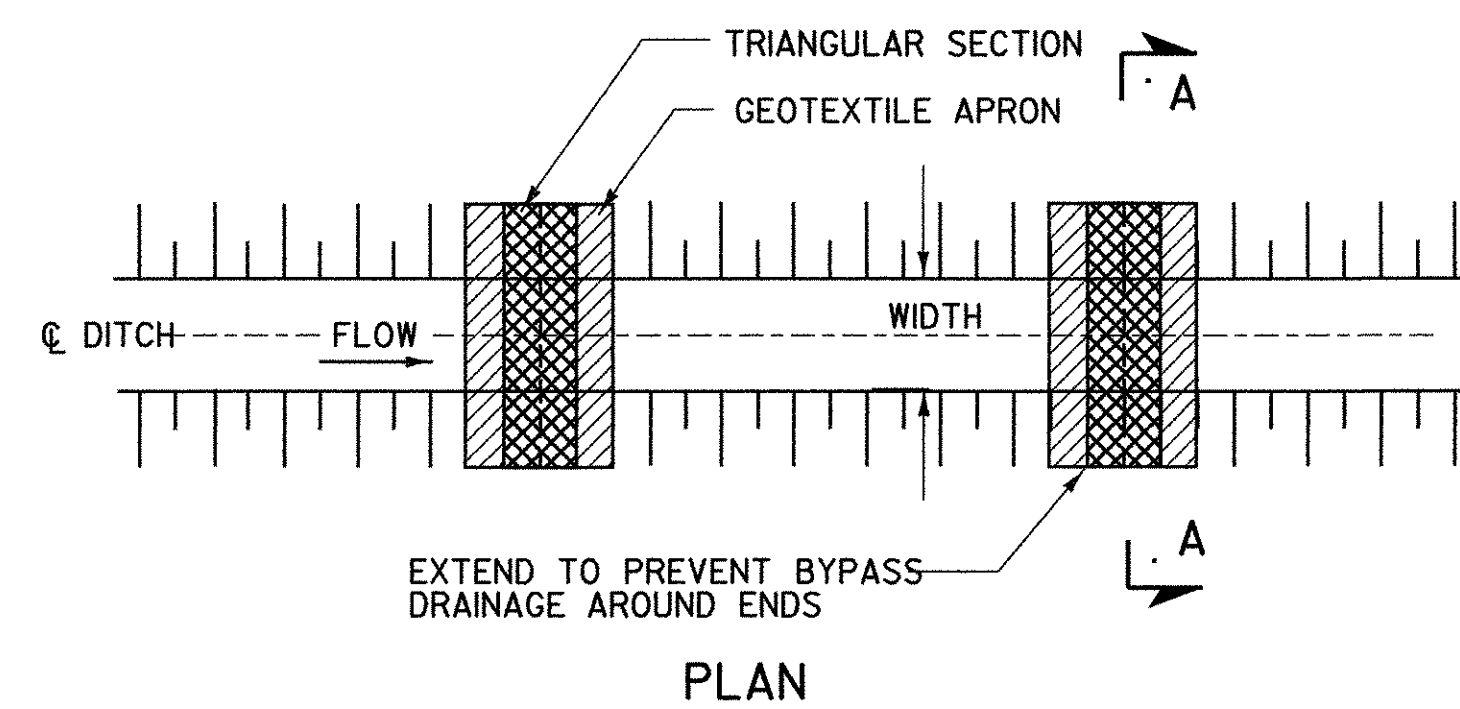 TRIANGULAR SECTION
A
GEOTEXTILE APRON
WIDTH
℄ DITCH
FLOW
A
EXTEND TO PREVENT BYPASS
DRAINAGE AROUND ENDS
PLAN